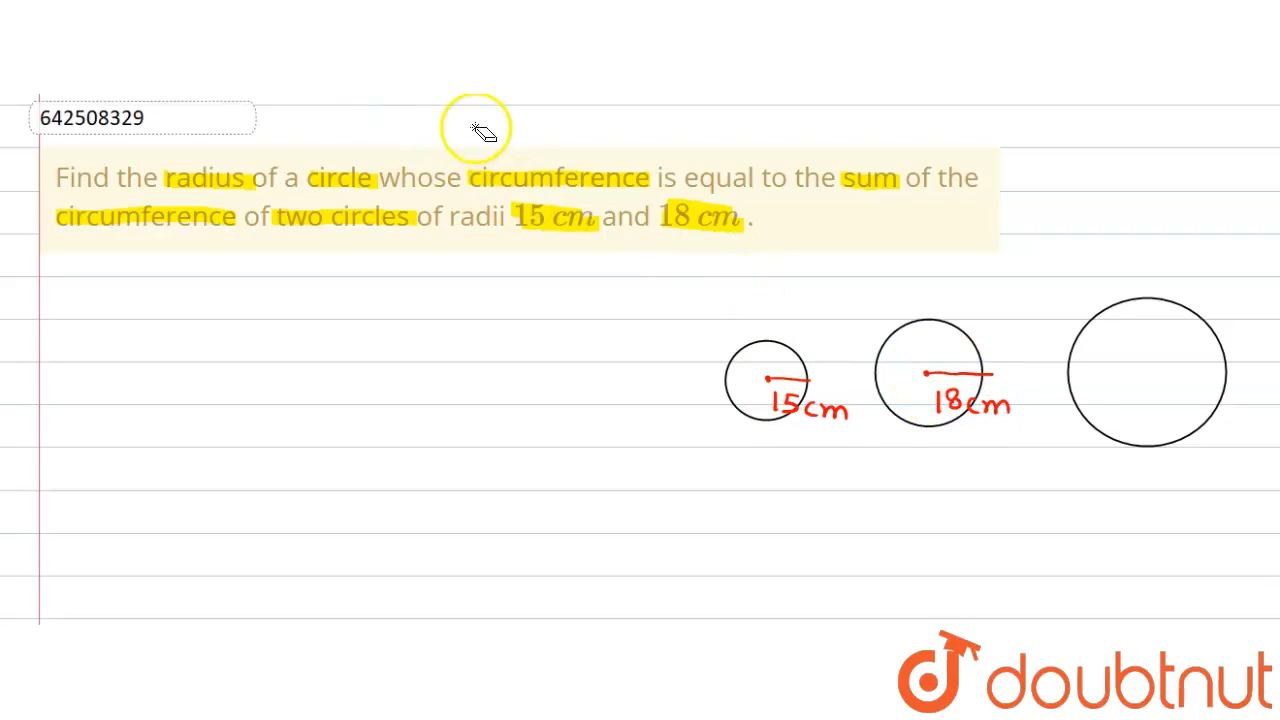 642508329
Find the radius of a circle whose circumference is equal to the sum of the
circumference of two circles of radii 15 cm and 18 cm .
15cm
18cm
doubtnut